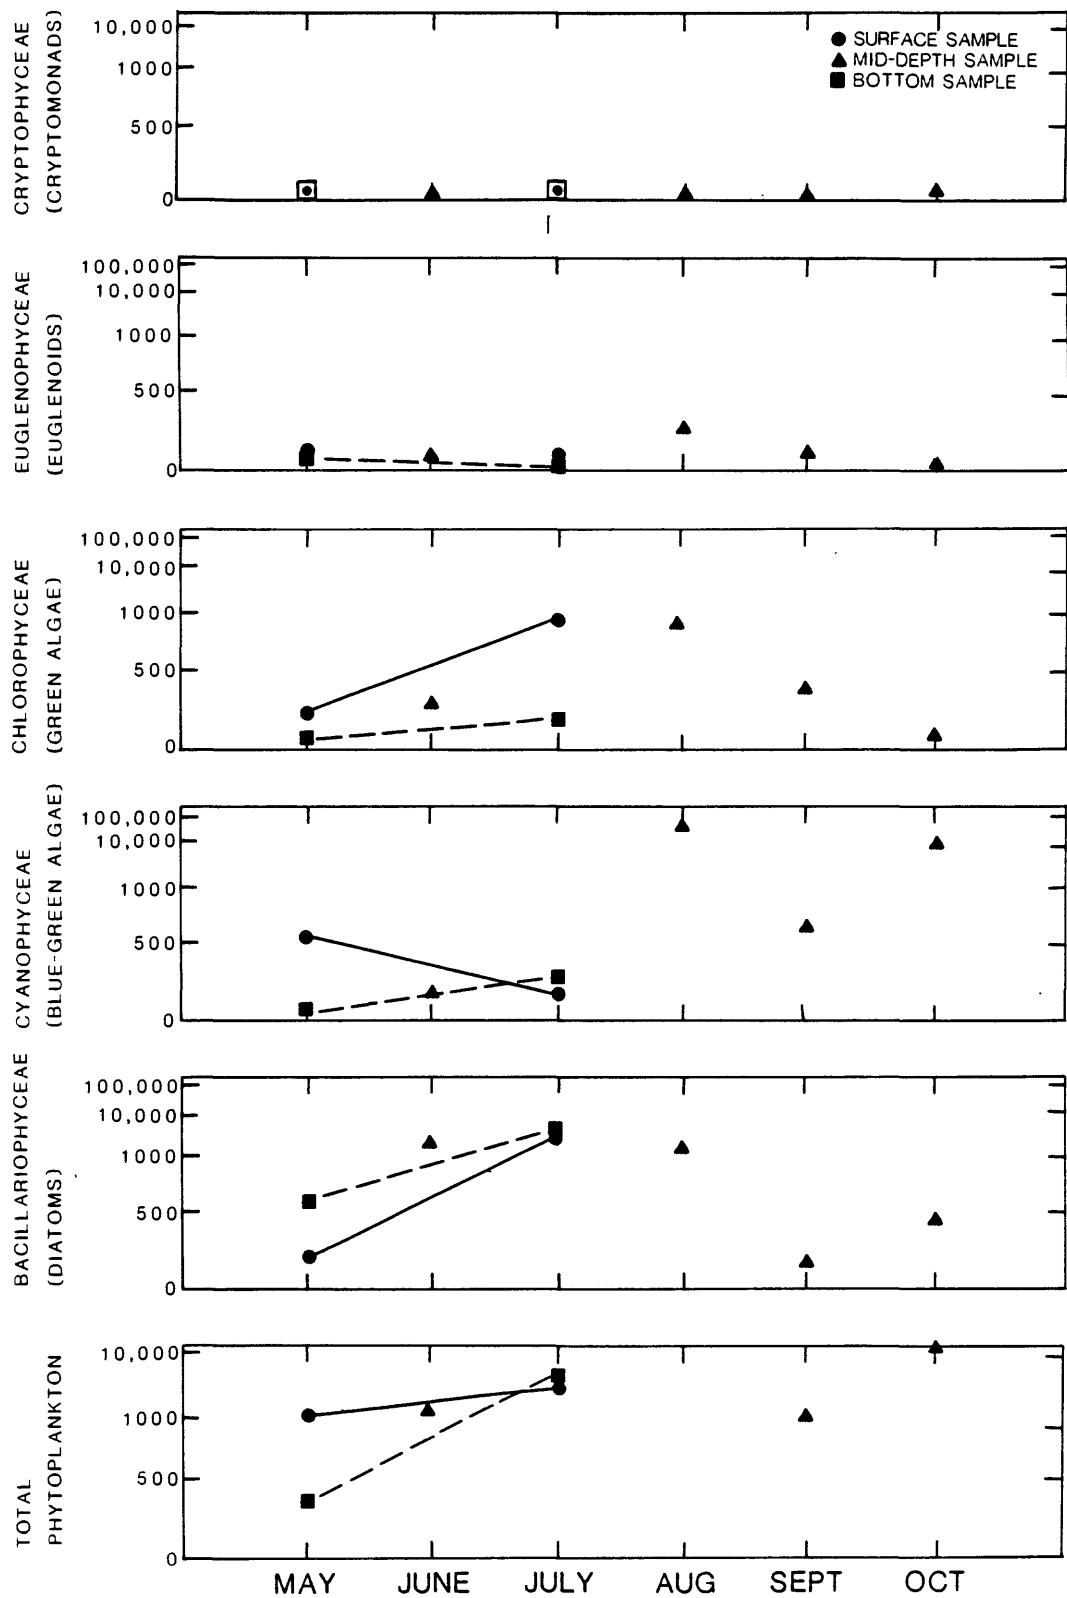 CRYPTOPHYCEAE
(CRYPTOMONADS)
10,000
1000
500
0
SURFACE SAMPLE
MID-DEPTH SAMPLE
BOTTOM SAMPLE
EUGLENOPHYCEAE
(EUGLENOIDS)
100,000
10,000
1000
500
0
CHLOROPHYCEAE
(GREEN ALGAE)
100,000
10,000
1000
500
0
CYANOPHYCEAE
(BLUE-GREEN ALGAE)
100,000
10,000
1000
500
0
BACILLARIOPHYCEAE
(DIATOMS)
100,000
10,000
1000
500
0
TOTAL
PHYTOPLANKTON
10,000
1000
500
0
MAY JUNE JULY AUG SEPT OCT